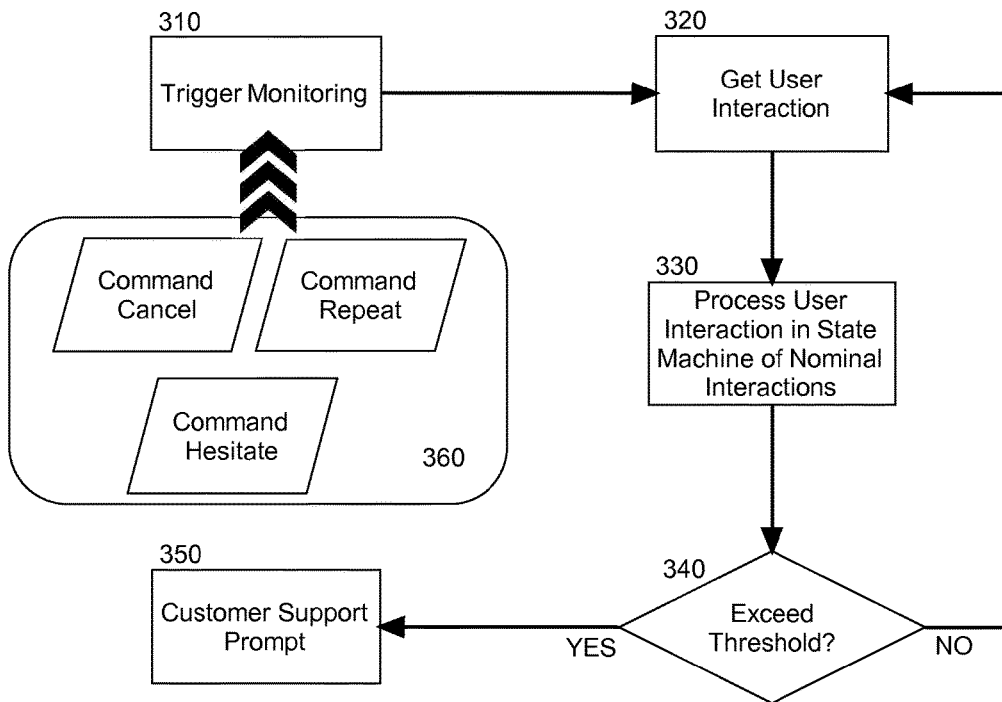 310
Trigger Monitoring
320
Get User
Interaction
Command
Cancel
Command
Repeat
Command
Hesitate
360
330
Process User
Interaction in State
Machine of Nominal
Interactions
340
Exceed
Threshold?
YES
NO
350
Customer Support
Prompt